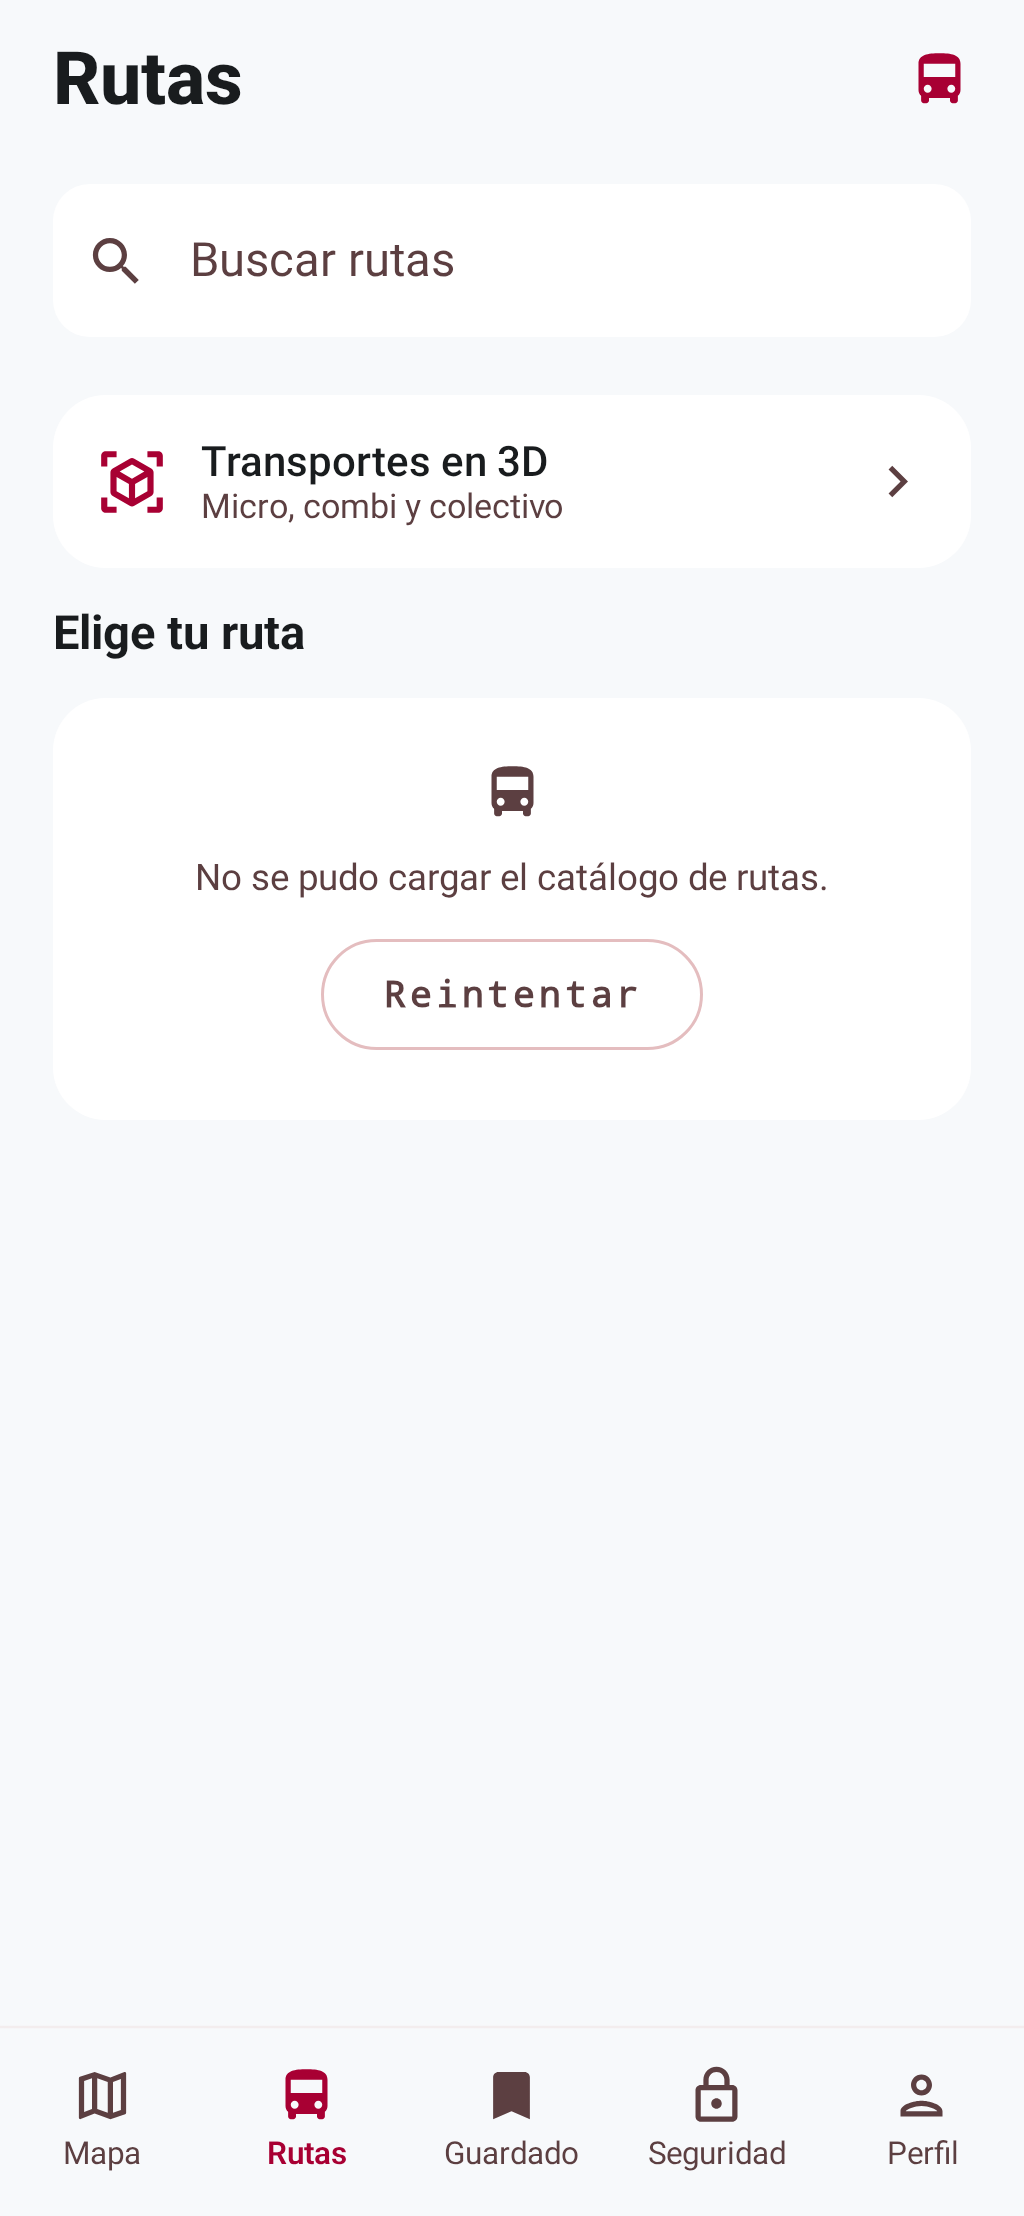 Rutas
Buscar rutas
Transportes en 3D
Micro, combi y colectivo
Elige tu ruta
No se pudo cargar el catálogo de rutas.
Reintentar
Mapa
Rutas
Guardado
Seguridad
Perfil